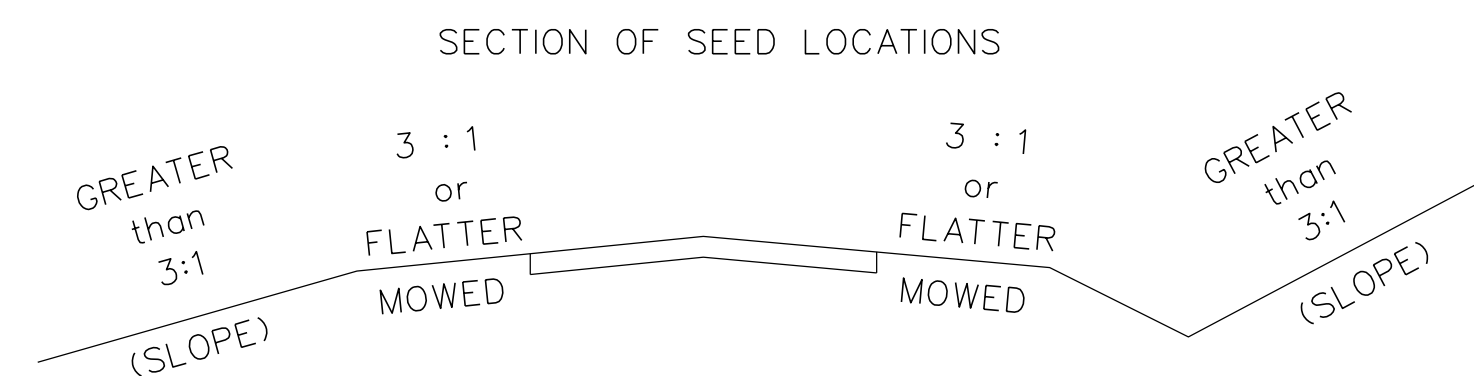 SECTION OF SEED LOCATIONS
GREATER
than
3:1
(SLOPE)
3 : 1
or
FLATTER
MOWED
3 : 1
or
FLATTER
MOWED
GREATER
than
3:1
(SLOPE)